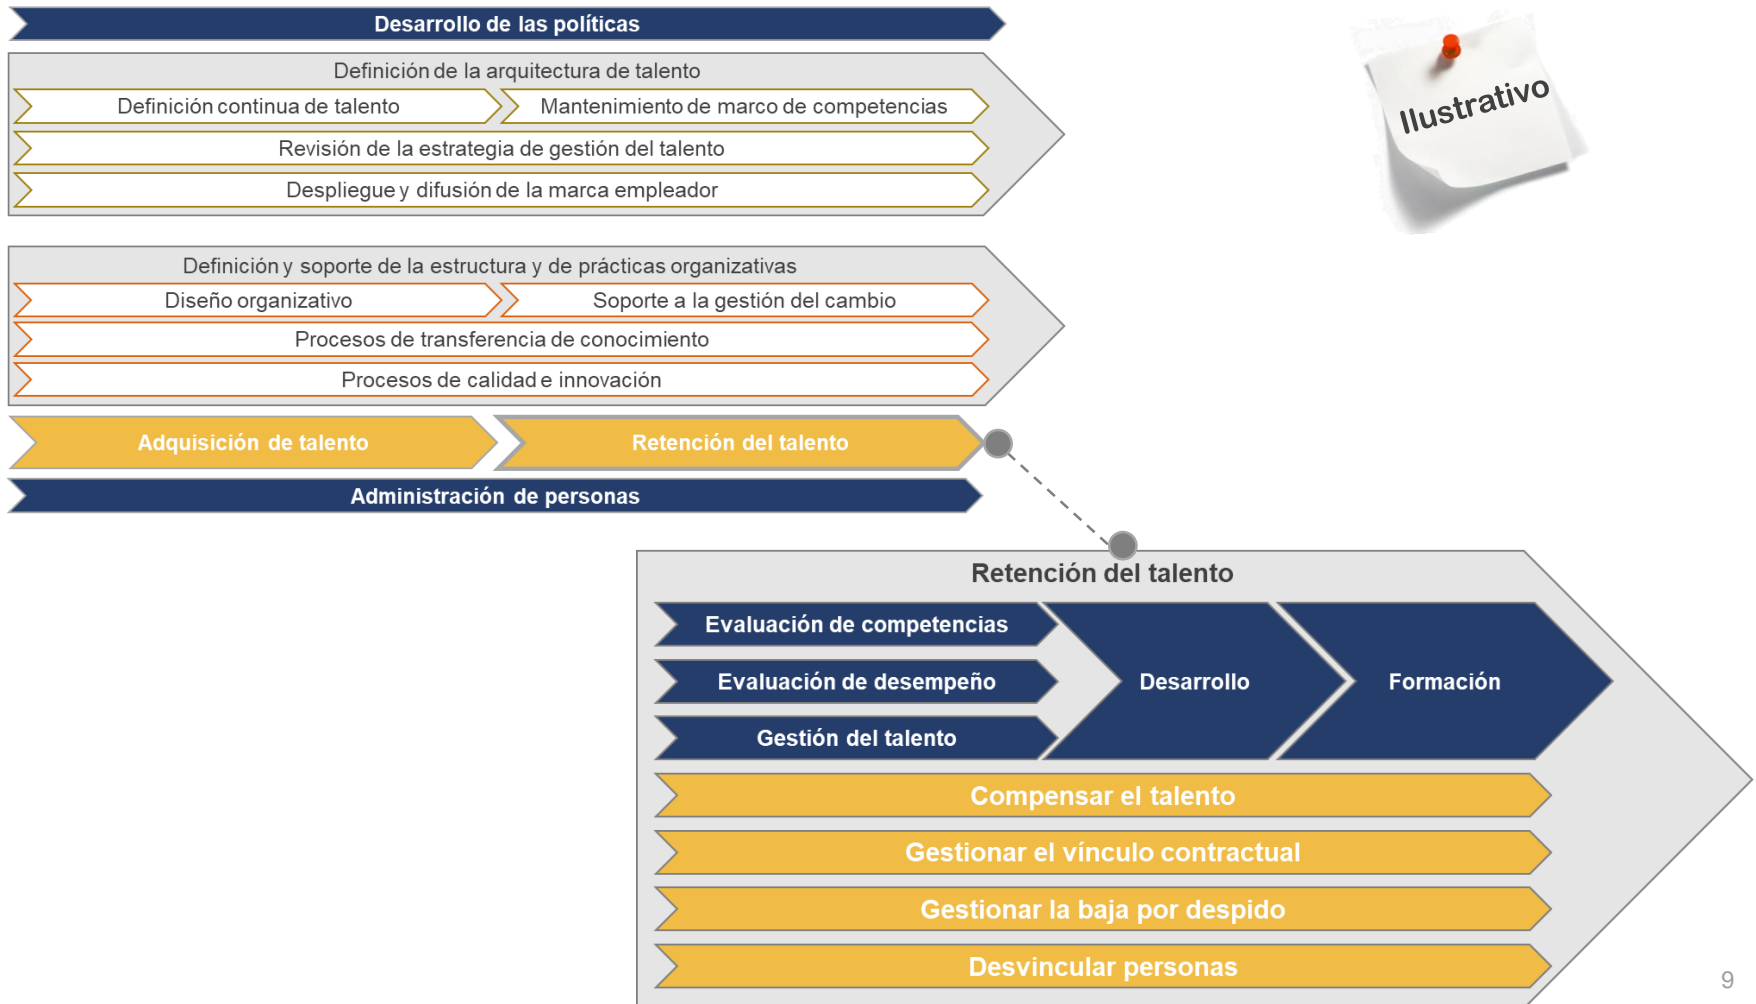 Desarrollo de las políticas
Definición de la arquitectura de talento
Definición continua de talento
Mantenimiento de marco de competencias
Revisión de la estrategia de gestión del talento
Despliegue y difusión de la marca empleador
Ilustrativo
Definición y soporte de la estructura y de prácticas organizativas
Diseño organizativo
Soporte a la gestión del cambio
Procesos de transferencia de conocimiento
Procesos de calidad e innovación
Adquisición de talento
Retención del talento
Administración de personas
Retención del talento
Evaluación de competencias
Evaluación de desempeño
Gestión del talento
Desarrollo
Formación
Compensar el talento
Gestionar el vínculo contractual
Gestionar la baja por despido
Desvincular personas
9